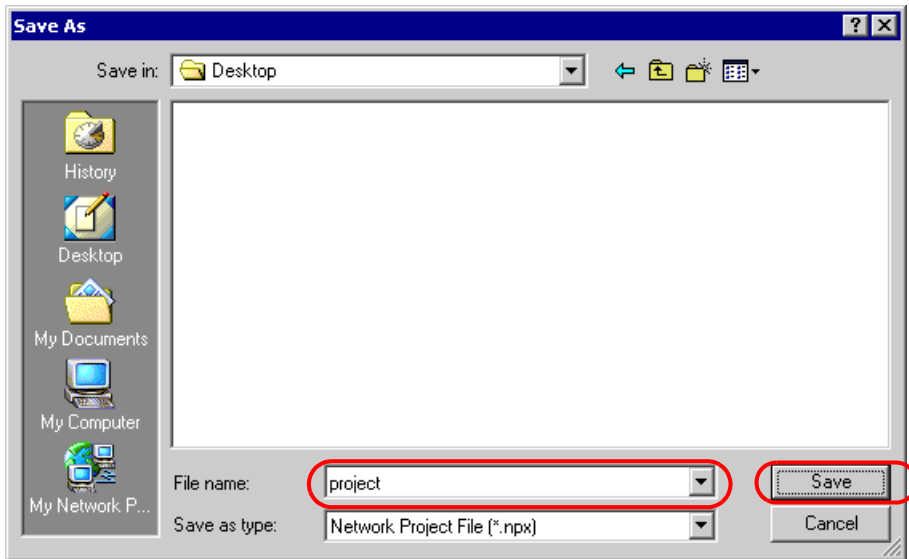 Save As
Save in: Desktop
History
Desktop
My Documents
My Computer
My Network P...
File name: project
Save
Save as type: Network Project File (*.npx)
Cancel